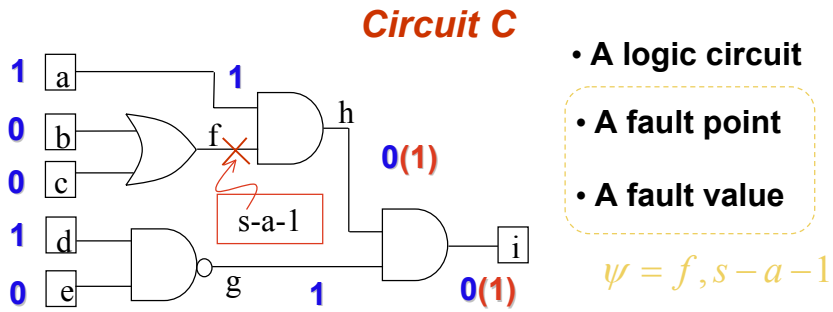 Circuit C
1 a 1
• A logic circuit
0 b f h
• A fault point
0 c
0(1)
s-a-1
• A fault value
1 d
i
0 e g 1 0(1)
ψ = f, s − a − 1